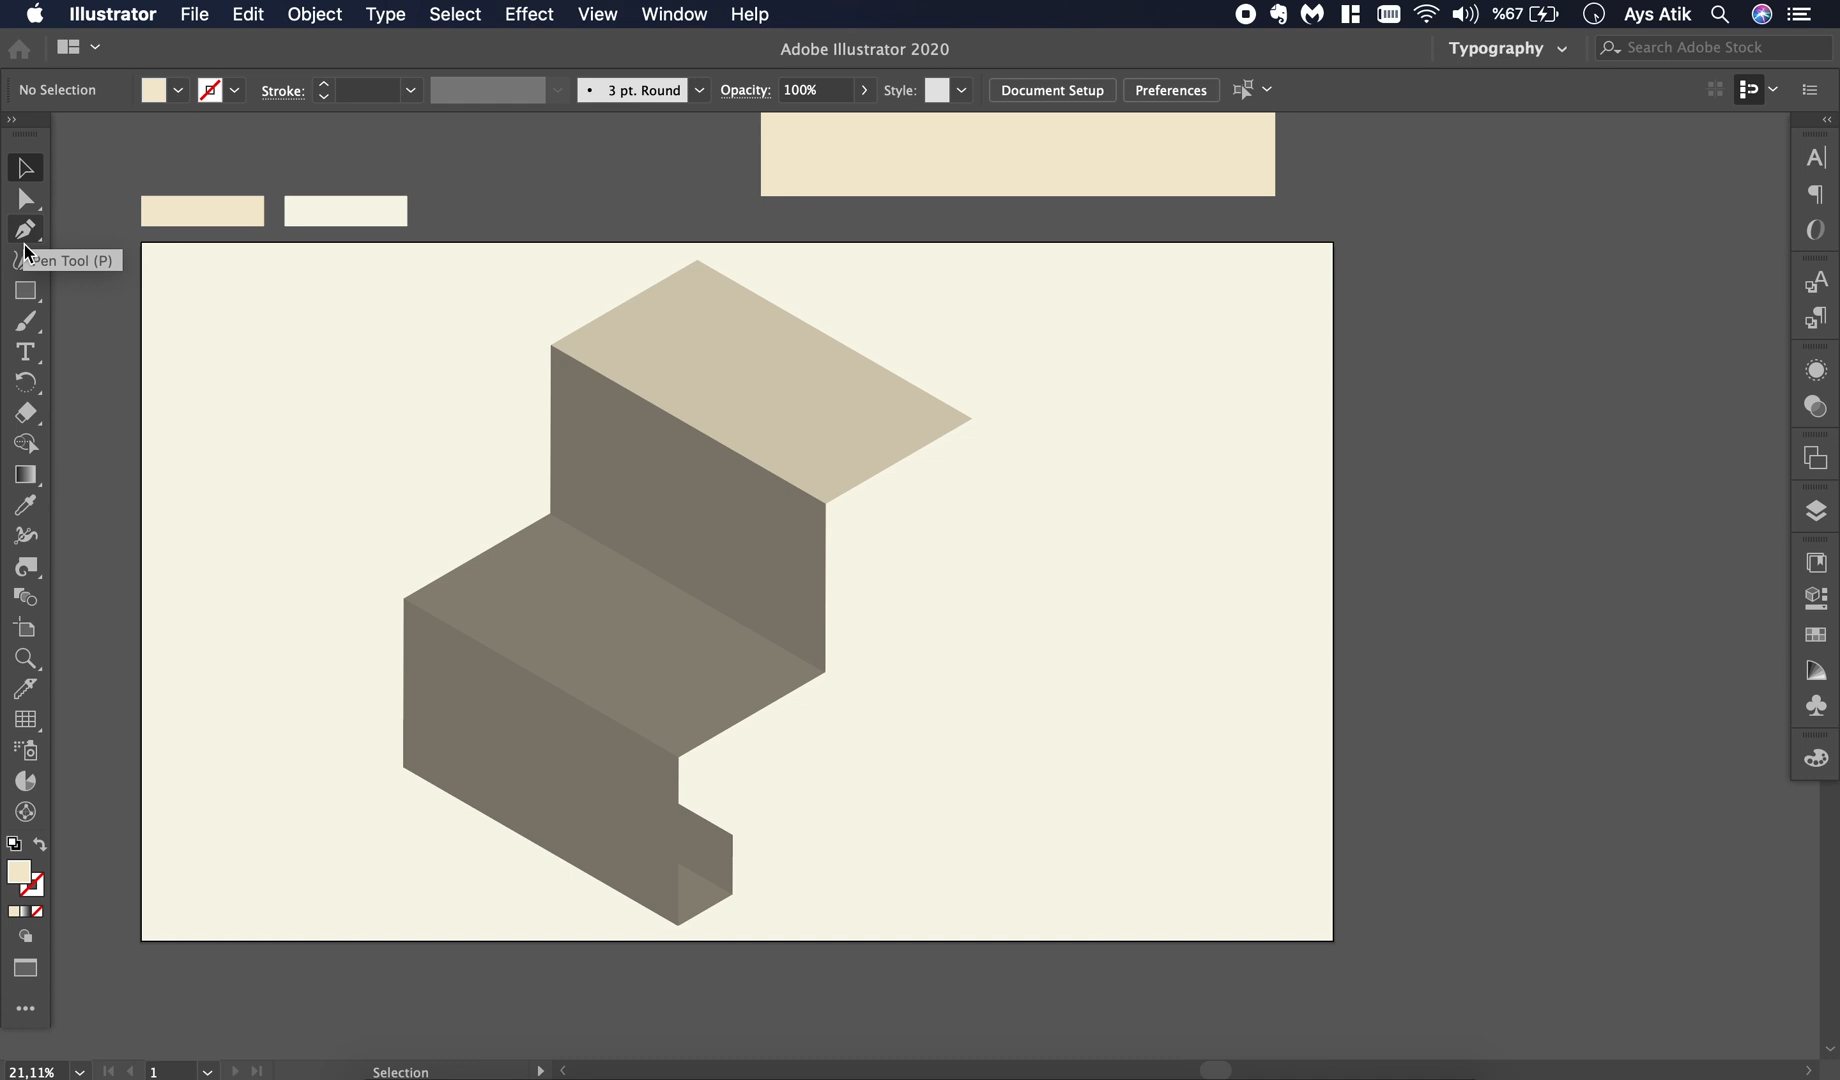 Illustrator File Edit Object Type Select Effect View Window Help %67 Ays Atik
Adobe Illustrator 2020 Typography Search Adobe Stock
No Selection Stroke: 3 pt. Round Opacity: 100% Style: Document Setup Preferences
Pen Tool (P)
21,11% 1 Selection